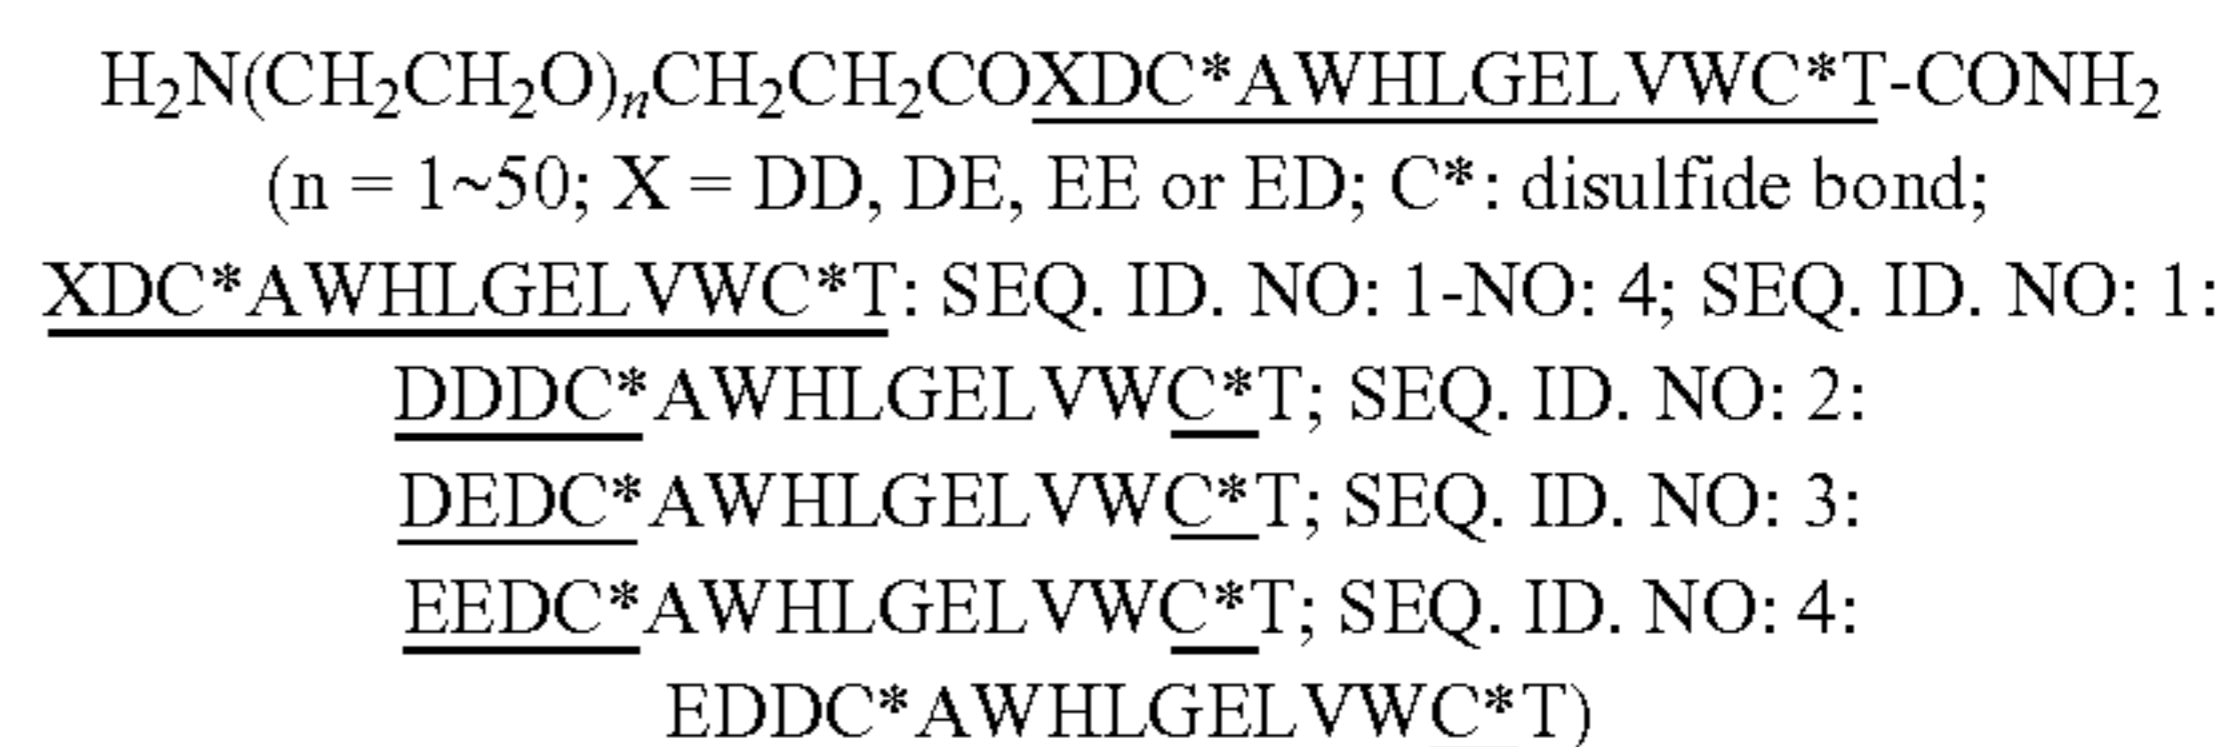 H₂N(CH₂CH₂O)ₙCH₂CH₂COXDC*AWHLGELVWC*T-CONH₂
(n = 1~50; X = DD, DE, EE or ED; C*: disulfide bond;
XDC*AWHLGELVWC*T: SEQ. ID. NO: 1-NO: 4; SEQ. ID. NO: 1:
DDDC*AWHLGELVWC*T; SEQ. ID. NO: 2:
DEDC*AWHLGELVWC*T; SEQ. ID. NO: 3:
EEDC*AWHLGELVWC*T; SEQ. ID. NO: 4:
EDDC*AWHLGELVWC*T)